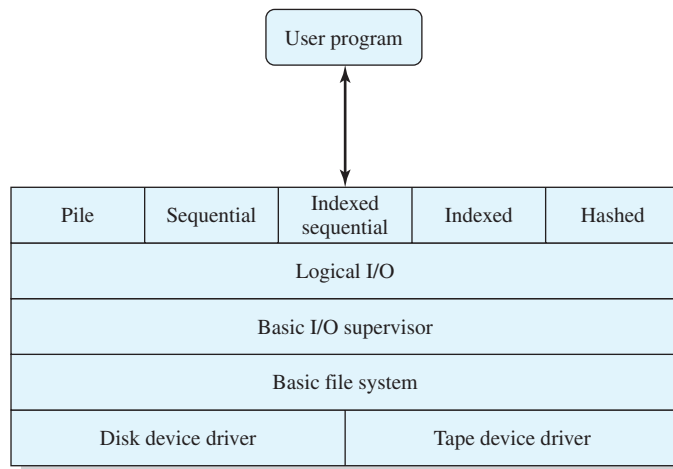 User program
Pile
Sequential
Indexed
sequential
Indexed
Hashed
Logical I/O
Basic I/O supervisor
Basic file system
Disk device driver
Tape device driver